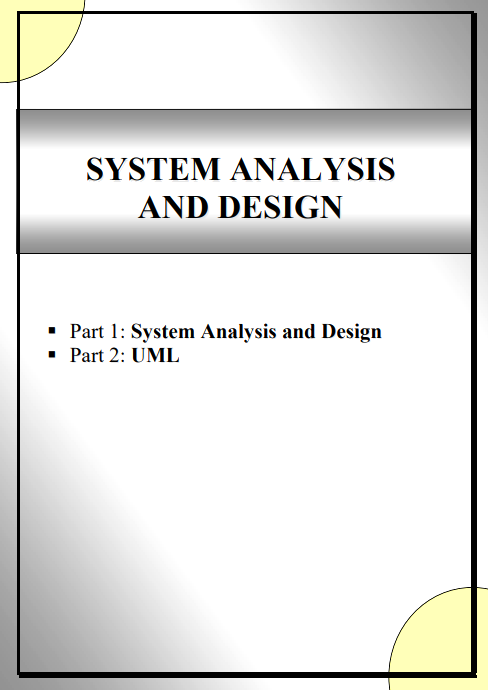 SYSTEM ANALYSIS
AND DESIGN
▪ Part 1: System Analysis and Design
▪ Part 2: UML